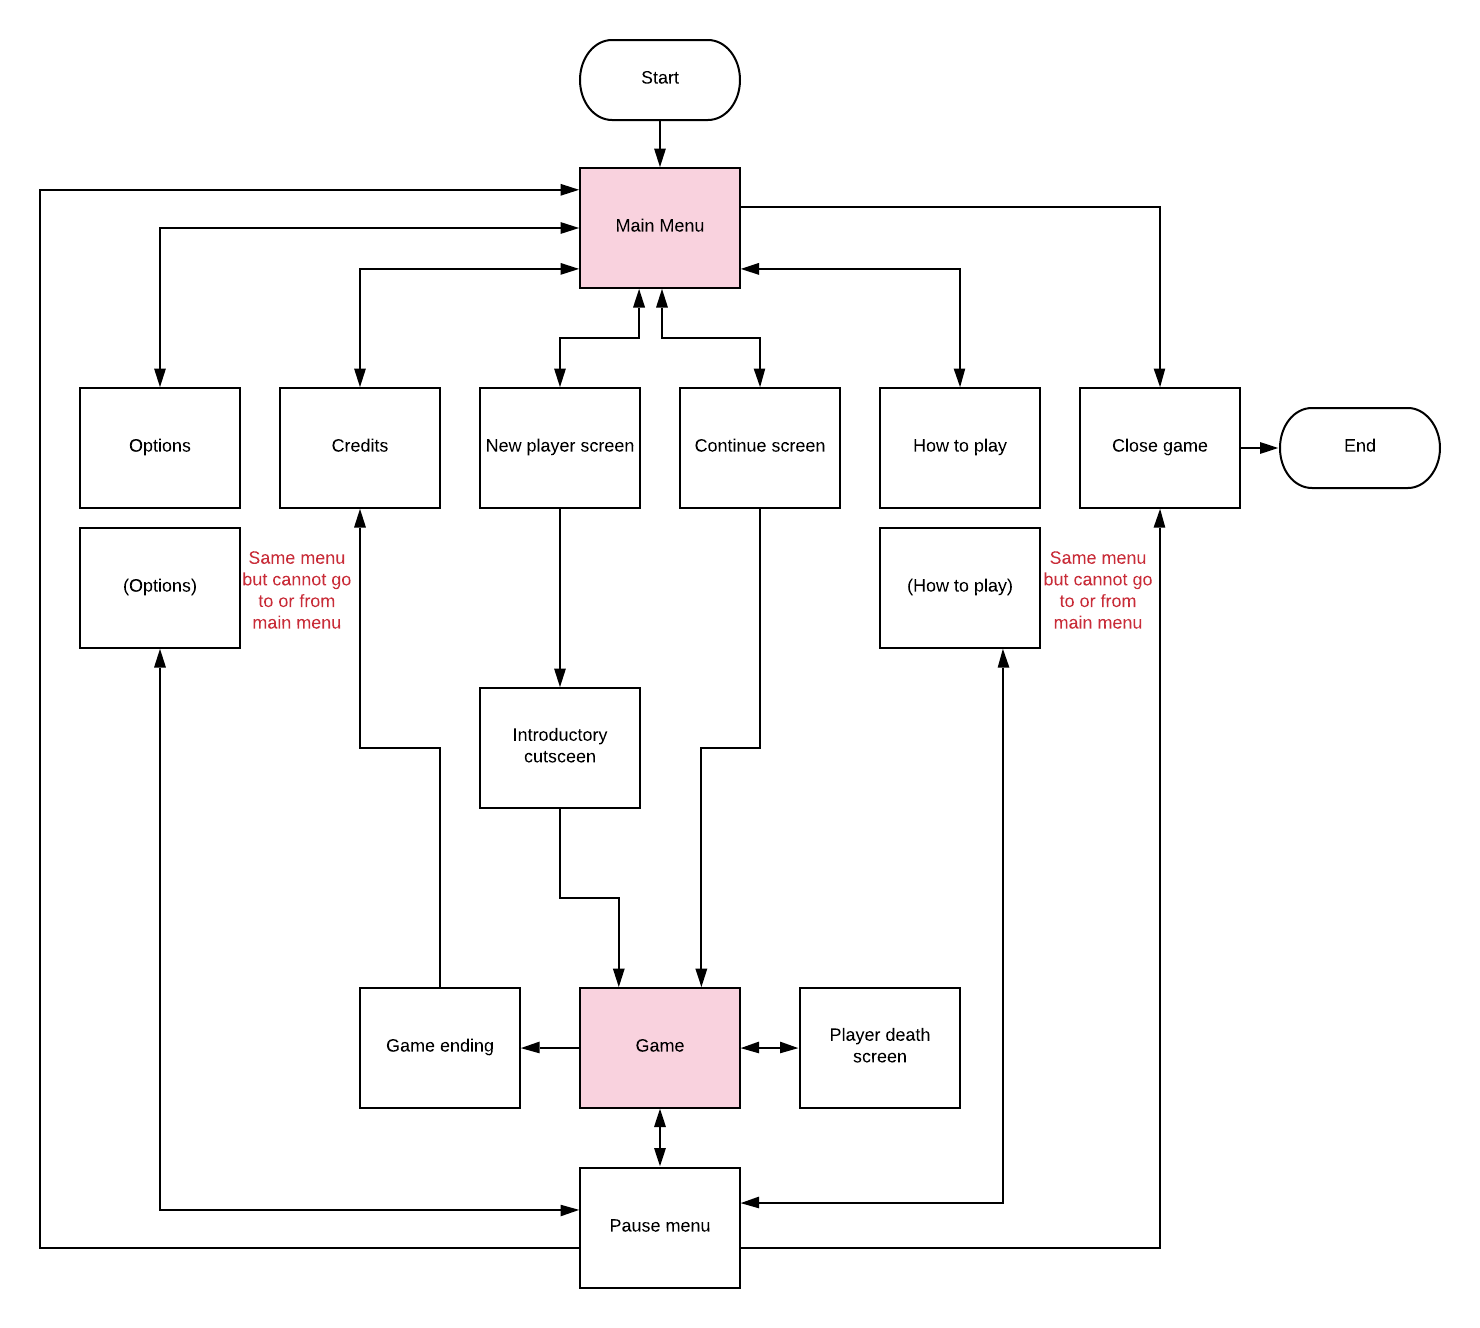 Start
Main Menu
Options
Credits
New player screen
Continue screen
How to play
Close game
End
(Options)
Same menu
but cannot go
to or from
main menu
(How to play)
Same menu
but cannot go
to or from
main menu
Introductory
cutsceen
Game ending
Game
Player death
screen
Pause menu